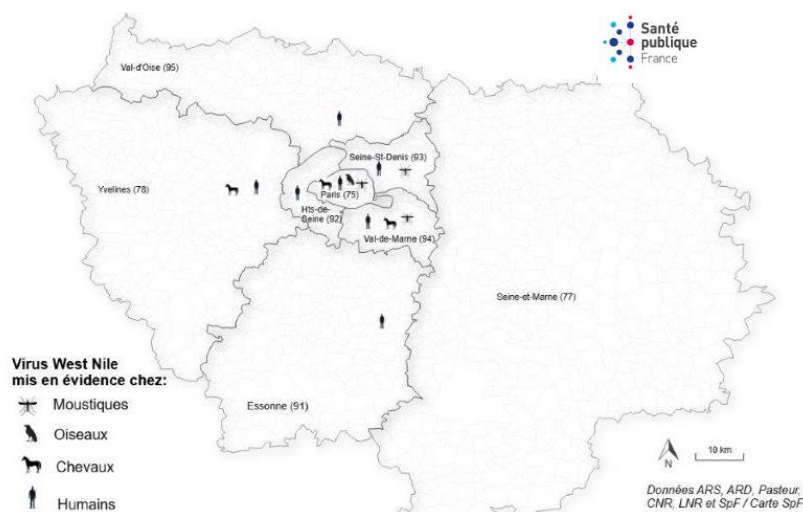 Santé
publique
France
Val-d'Oise (95)
Seine-St-Denis (93)
Yvelines (78)
Paris (75)
Hts-de-
Seine (92)
Val-de-Marne (94)
Seine-et-Marne (77)
Essonne (91)
Virus West Nile
mis en évidence chez:
Moustiques
Oiseaux
Chevaux
Humains
N
10 km
Données ARS, ARD, Pasteur,
CNR, LNR et SpF / Carte SpF